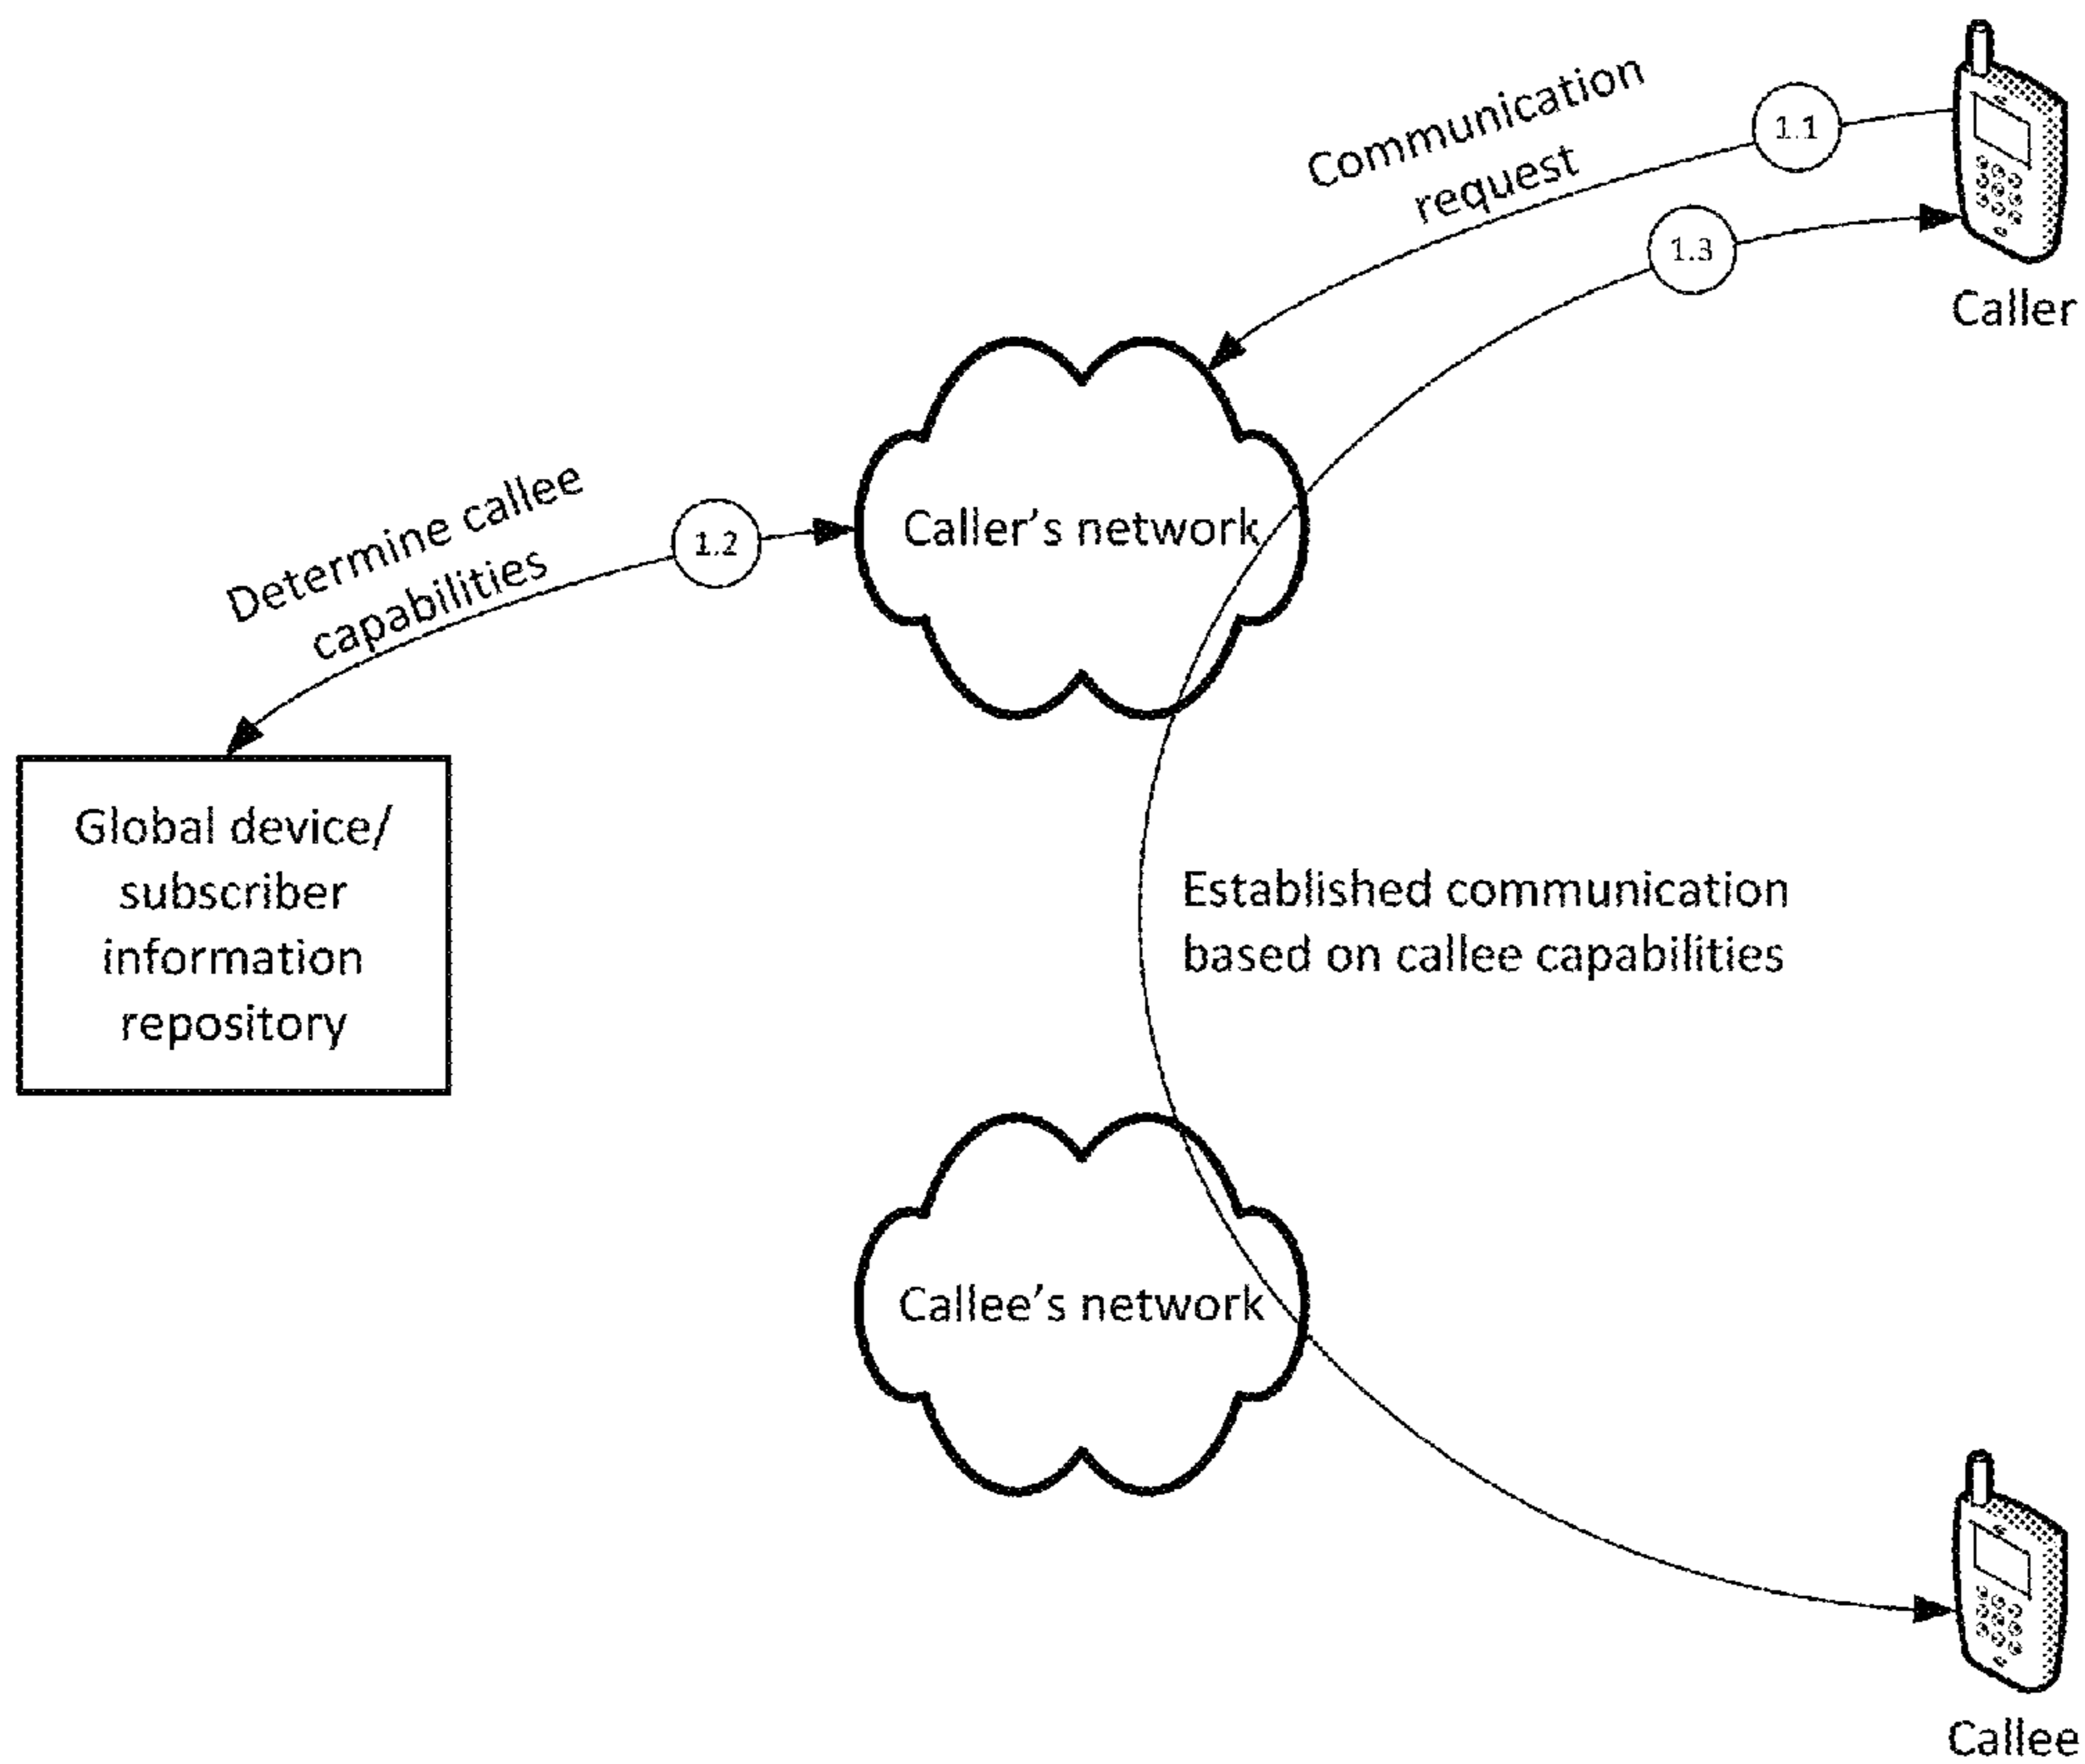 Communication
request
1.1
1.3
Caller
Determine callee
capabilities
1.2
Caller's network
Global device/
subscriber
information
repository
Established communication
based on callee capabilities
Callee's network
Callee